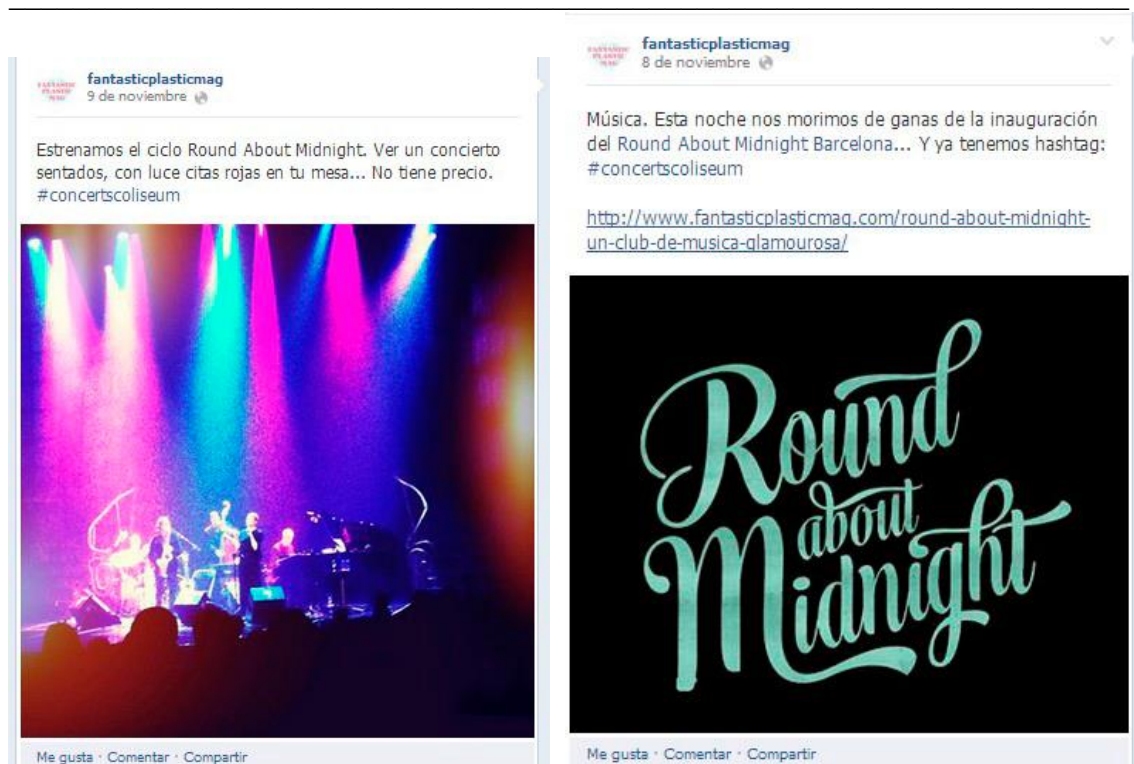 fantasticplasticmag
9 de noviembre
Estrenamos el ciclo Round About Midnight. Ver un concierto
sentados, con luce citas rojas en tu mesa... No tiene precio.
#concertscoliseum
Me gusta · Comentar · Compartir
FANTASTIC
PLASTIC
MAG
fantasticplasticmag
8 de noviembre
Música. Esta noche nos morimos de ganas de la inauguración
del Round About Midnight Barcelona... Y ya tenemos hashtag:
#concertscoliseum
http://www.fantasticplasticmag.com/round-about-midnight-
un-club-de-musica-glamourosa/
Round
about
Midnight
Me gusta · Comentar · Compartir